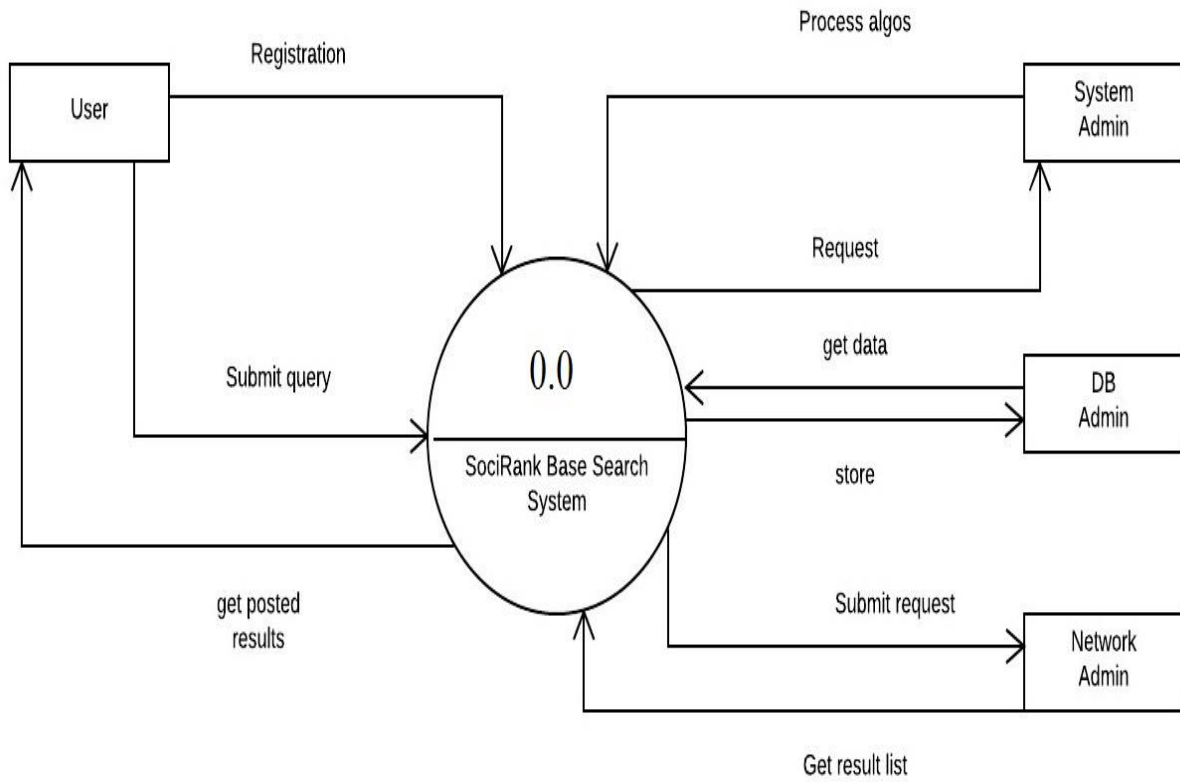 Process algos
Registration
User
System
Admin
Request
get data
0.0
DB
Admin
Submit query
SociRank Base Search
System
store
get posted
results
Submit request
Network
Admin
Get result list